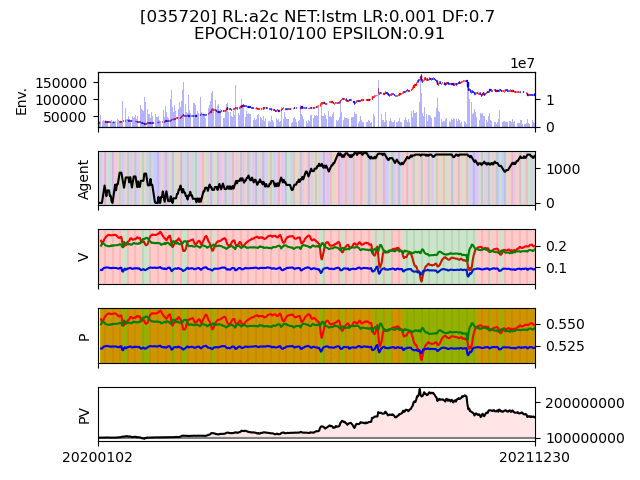 [035720] RL:a2c NET:lstm LR:0.001 DF:0.7
EPOCH:010/100 EPSILON:0.91
1e7
Env.
150000
100000
50000
1
0
Agent
1000
0
V
0.2
0.1
P
0.550
0.525
PV
200000000
100000000
20200102
20211230